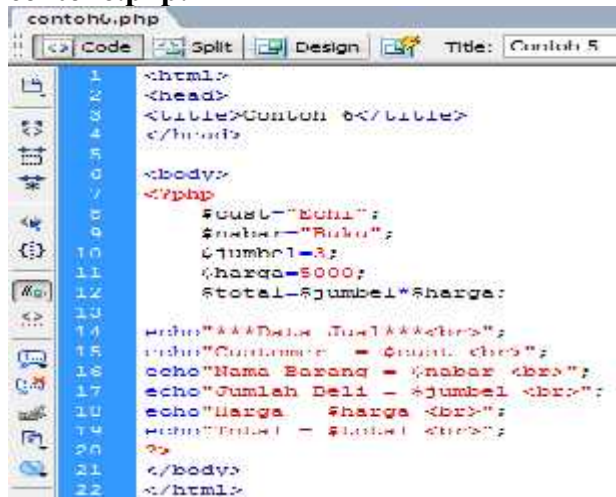 contoh6.php
Code Split Design Title: Contoh 5
1 <html>
2 <head>
3 <title>Contoh 6</title>
4 </head>
5
6 <body>
7 <?php
8 $cust="Echi";
9 $nabar="Buku";
10 $jumbel=3;
11 $harga=5000;
12 $total=$jumbel*$harga;
13
14 echo"***Data Jual***<br>";
15 echo"Customer = $cust <br>";
16 echo"Nama Barang = $nabar <br>";
17 echo"Jumlah Beli = $jumbel <br>";
18 echo"Harga = $harga <br>";
19 echo"Total = $total <br>";
20 ?>
21 </body>
22 </html>